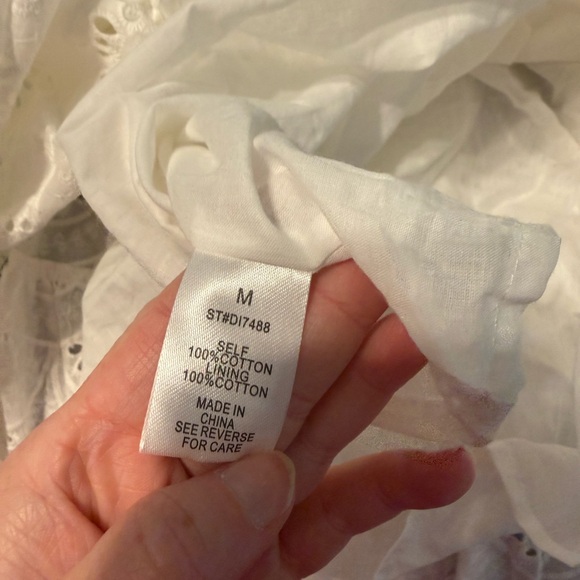 M
ST#DI7488
SELF
100%COTTON
LINING
100%COTTON
MADE IN
CHINA
SEE REVERSE
FOR CARE